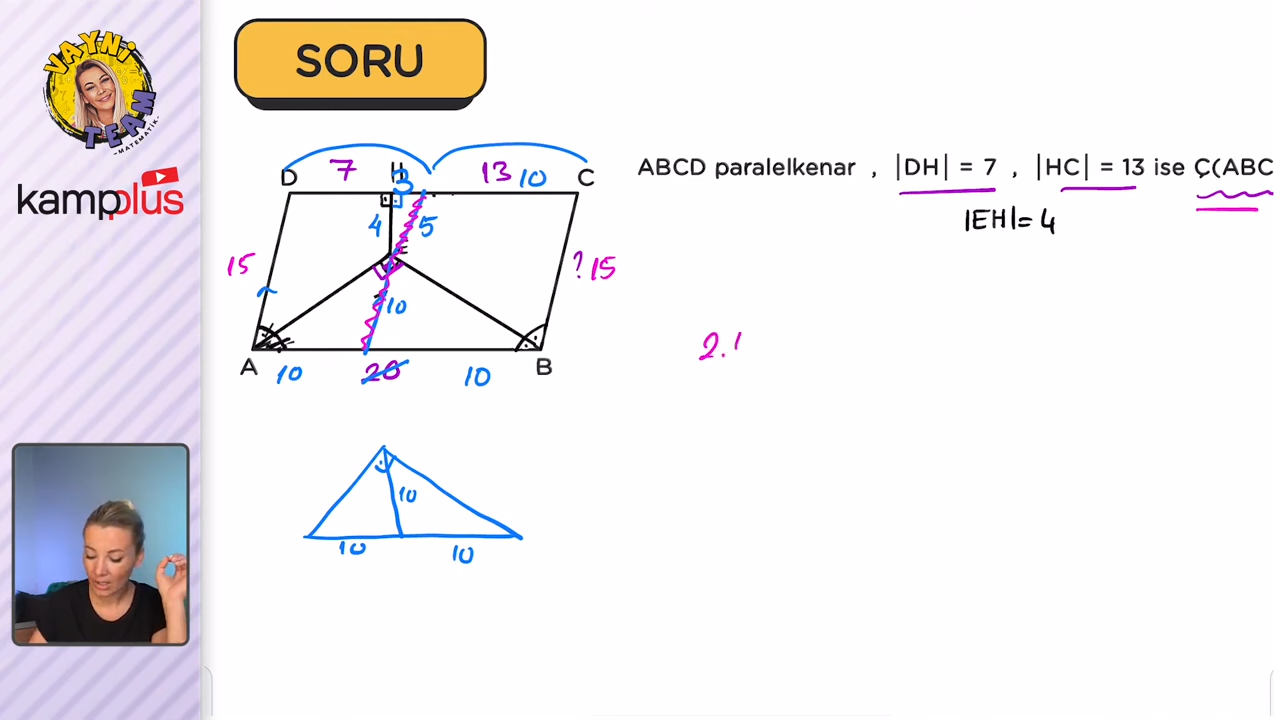 VAYNi
TEAM
-MATEMATİK-
kampplus
SORU
ABCD paralelkenar , |DH| = 7 , |HC| = 13 ise Ç(ABC
|EH|= 4
7
13
10
D
H
3
C
4
5
E
15
? 15
10
A
B
10
20
10
2.
10
10
10